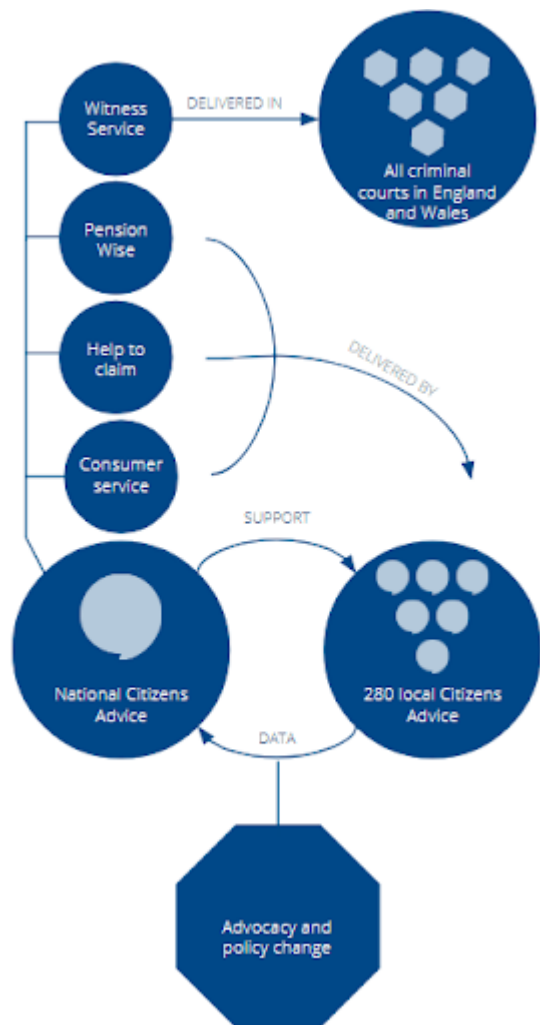 Witness
Service
DELIVERED IN
All criminal
courts in England
and Wales
Pension
Wise
Help to
claim
DELIVERED BY
Consumer
service
SUPPORT
National Citizens
Advice
280 local Citizens
Advice
DATA
Advocacy and
policy change